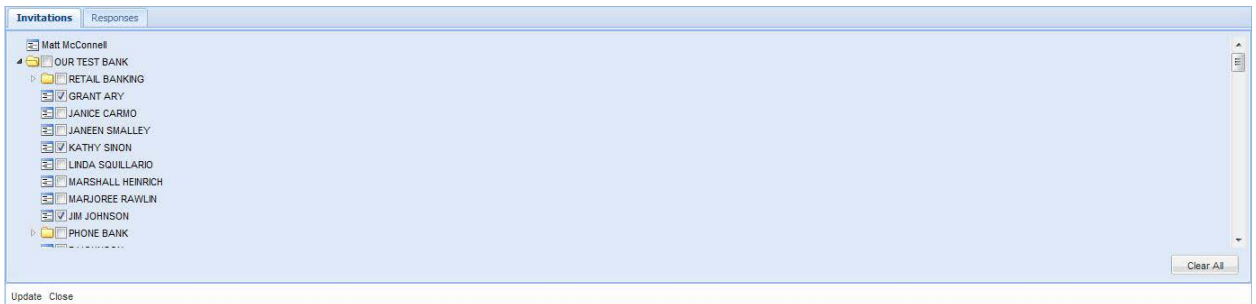 Invitations Responses
Matt McConnell
OUR TEST BANK
RETAIL BANKING
GRANT ARY
JANICE CARMO
JANEEN SMALLEY
KATHY SINON
LINDA SQUILLARIO
MARSHALL HEINRICH
MARJOREE RAWLIN
JIM JOHNSON
PHONE BANK
Clear All
Update Close